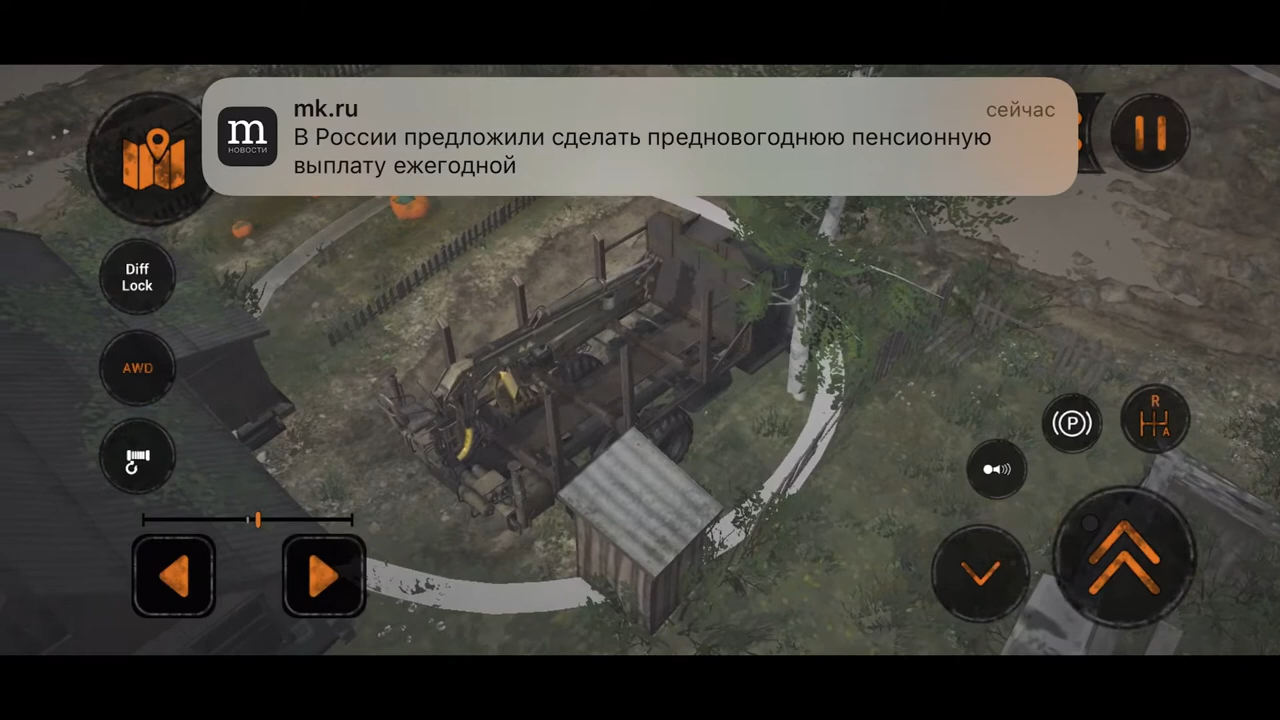 mk.ru
сейчас
m
НОВОСТИ
В России предложили сделать предновогоднюю пенсионную
выплату ежегодной
Diff
Lock
AWD
P
R
A